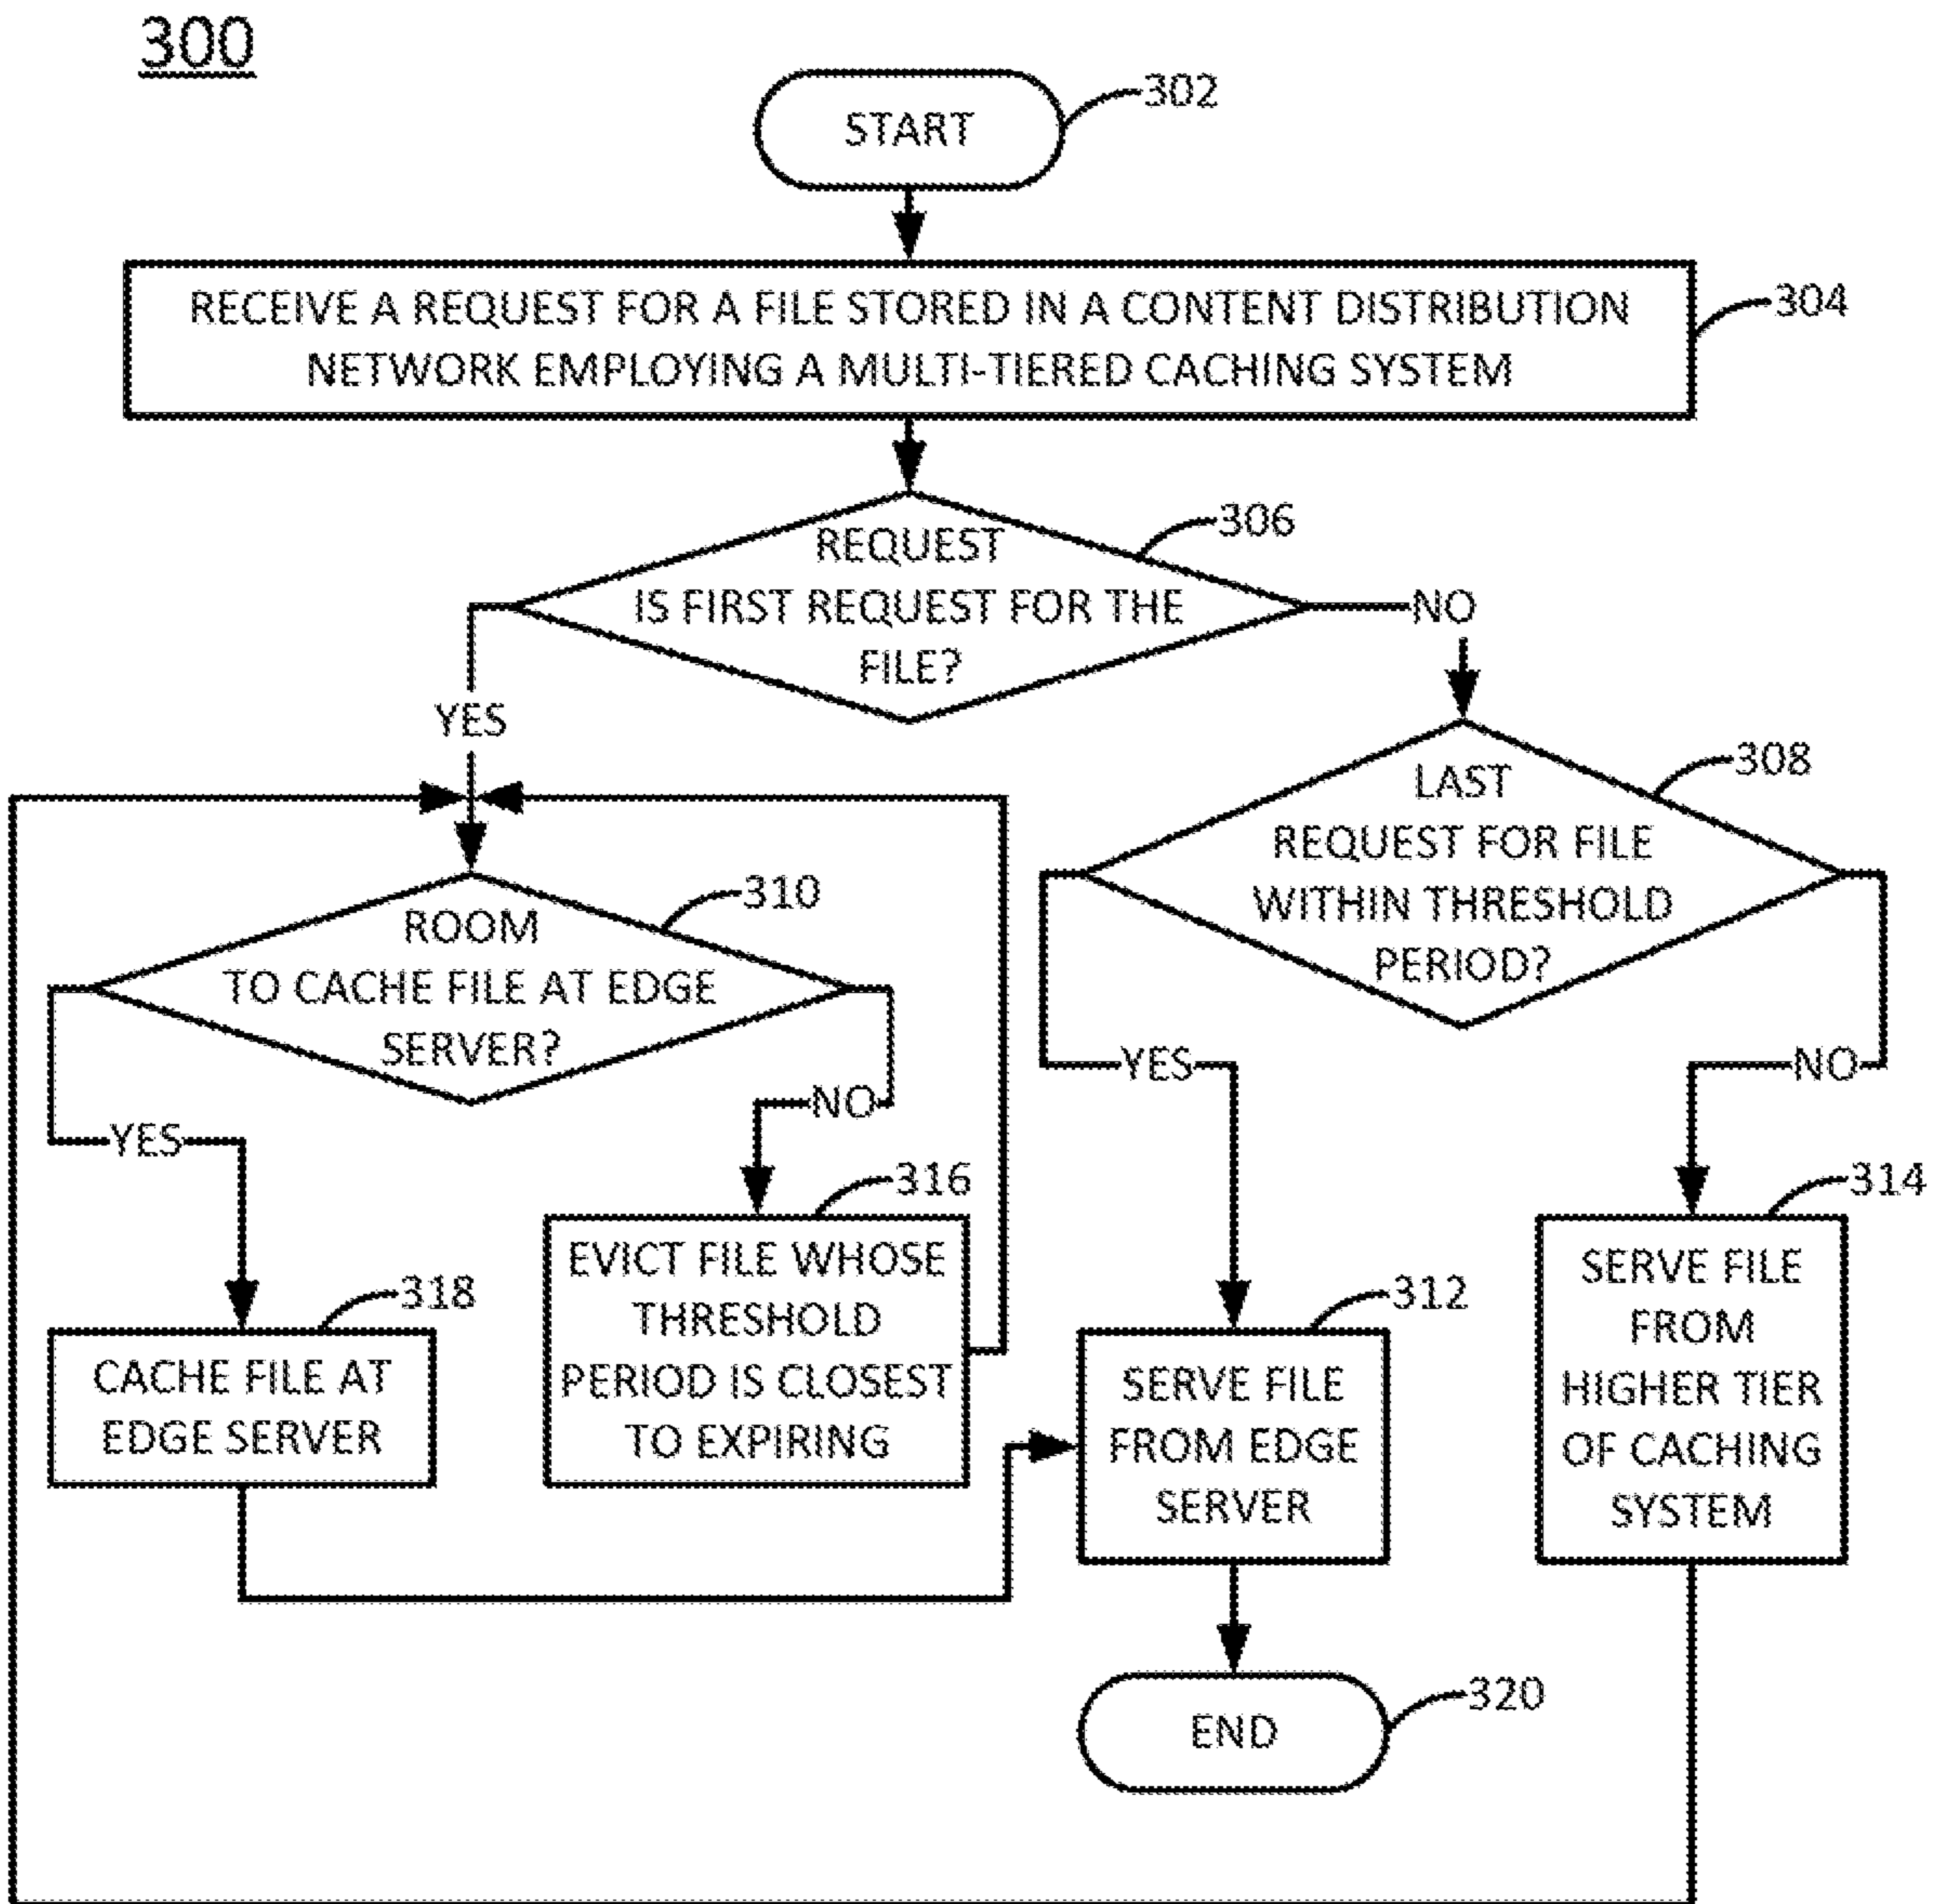 300
START
302
RECEIVE A REQUEST FOR A FILE STORED IN A CONTENT DISTRIBUTION
NETWORK EMPLOYING A MULTI-TIERED CACHING SYSTEM
304
REQUEST
IS FIRST REQUEST FOR THE
FILE?
306
YES
NO
LAST
REQUEST FOR FILE
WITHIN THRESHOLD
PERIOD?
308
ROOM
TO CACHE FILE AT EDGE
SERVER?
310
YES
NO
YES
NO
CACHE FILE AT
EDGE SERVER
318
EVICT FILE WHOSE
THRESHOLD
PERIOD IS CLOSEST
TO EXPIRING
316
SERVE FILE
FROM EDGE
SERVER
312
SERVE FILE
FROM
HIGHER TIER
OF CACHING
SYSTEM
314
END
320